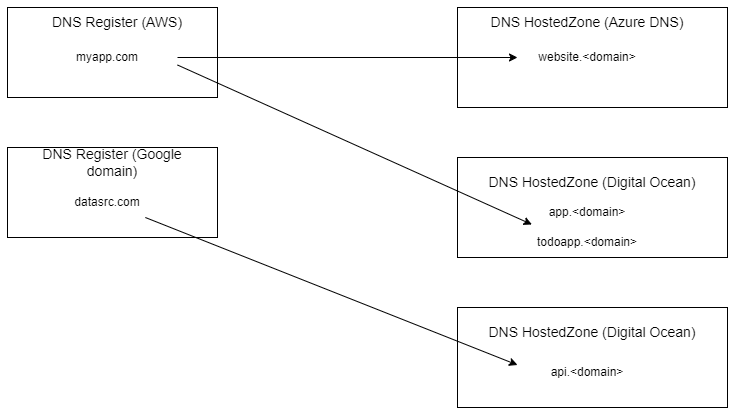 DNS Register (AWS)
myapp.com
DNS HostedZone (Azure DNS)
website.<domain>
DNS Register (Google
domain)
datasrc.com
DNS HostedZone (Digital Ocean)
app.<domain>
todoapp.<domain>
DNS HostedZone (Digital Ocean)
api.<domain>